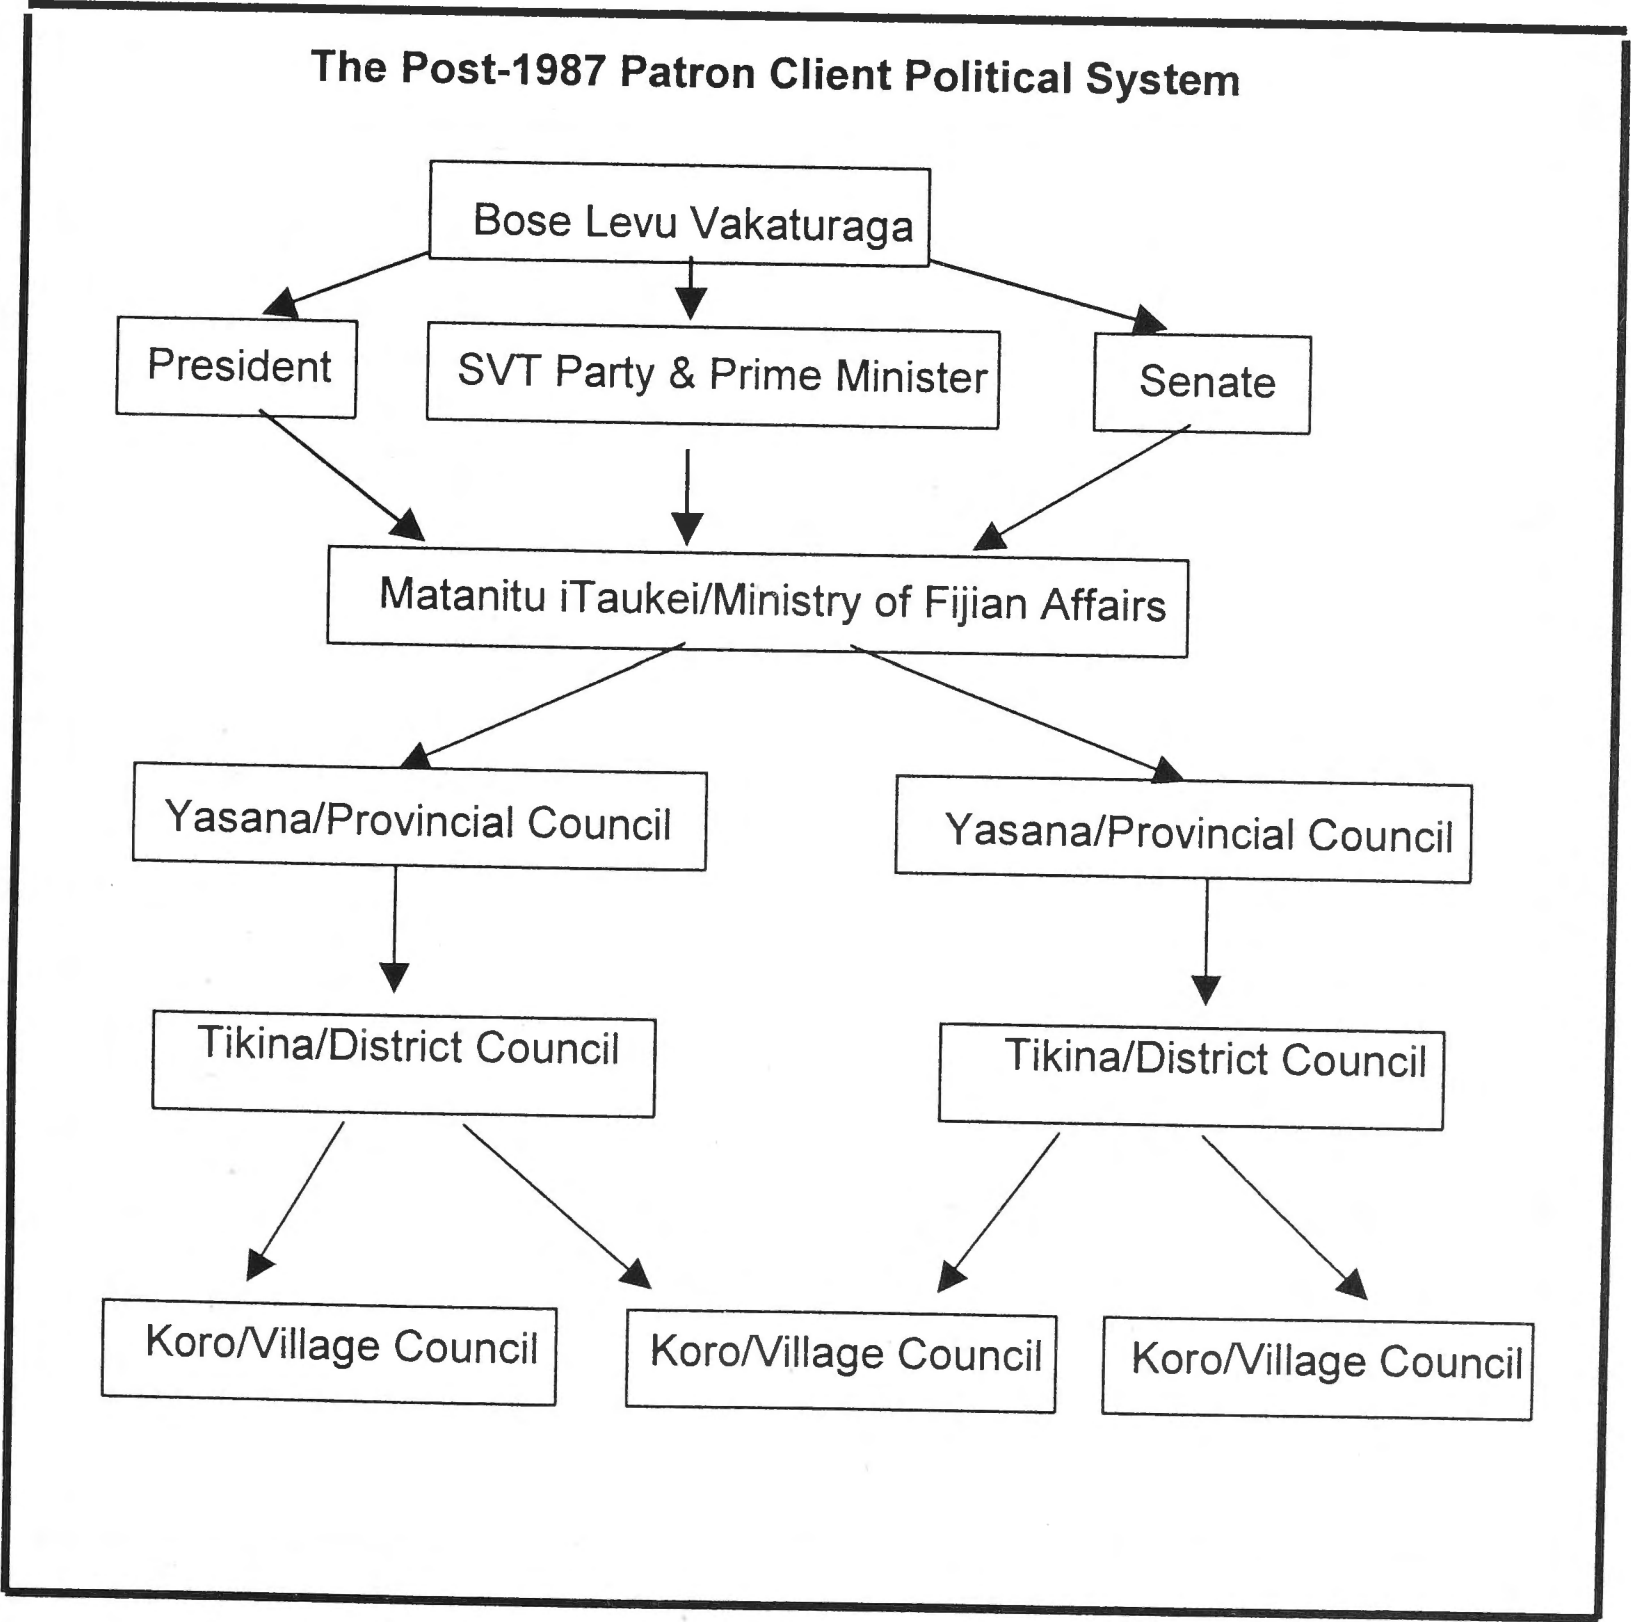 The Post-1987 Patron Client Political System
Bose Levu Vakaturaga
President
SVT Party & Prime Minister
Senate
Matanitu iTaukei/Ministry of Fijian Affairs
Yasana/Provincial Council
Yasana/Provincial Council
Tikina/District Council
Tikina/District Council
Koro/Village Council
Koro/Village Council
Koro/Village Council